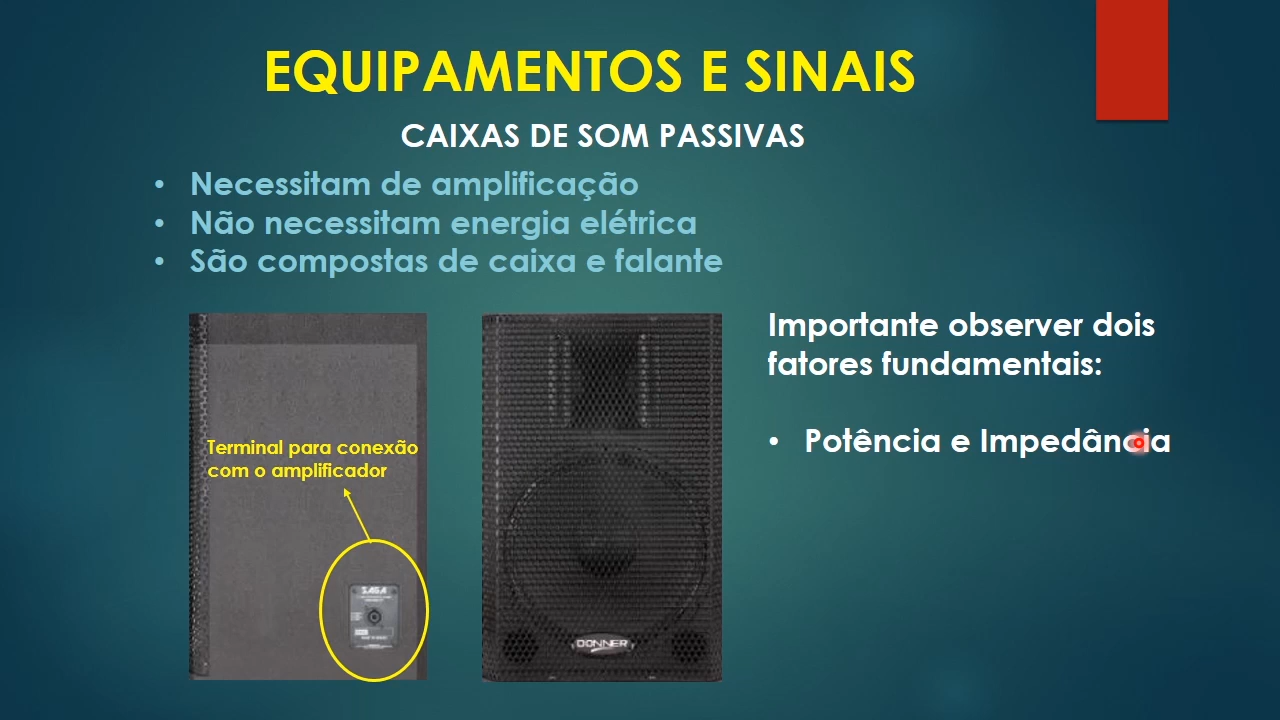 EQUIPAMENTOS E SINAIS
CAIXAS DE SOM PASSIVAS
• Necessitam de amplificação
• Não necessitam energia elétrica
• São compostas de caixa e falante
Importante observer dois
fatores fundamentais:
• Potência e Impedância
Terminal para conexão
com o amplificador
SAGA
DONNER